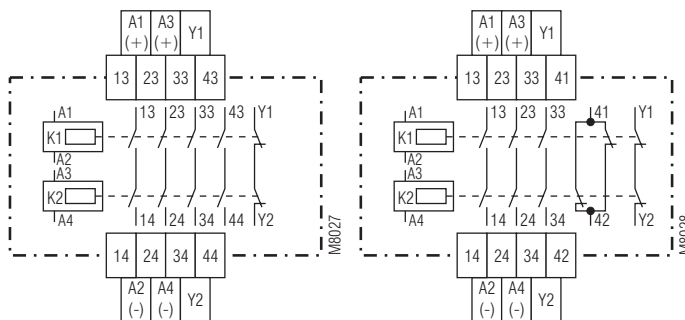 A1 A3 Y1
(+) (+)
13 23 33 43
A1 13 23 33 43 Y1
K1
A2
A3
K2
A4 14 24 34 44 Y2
14 24 34 44
A2 A4 Y2
(-) (-)
M8027
A1 A3 Y1
(+) (+)
13 23 33 41
A1 13 23 33 41 Y1
K1
A2
A3
K2
A4 14 24 34 42 Y2
14 24 34 42
A2 A4 Y2
(-) (-)
M8028